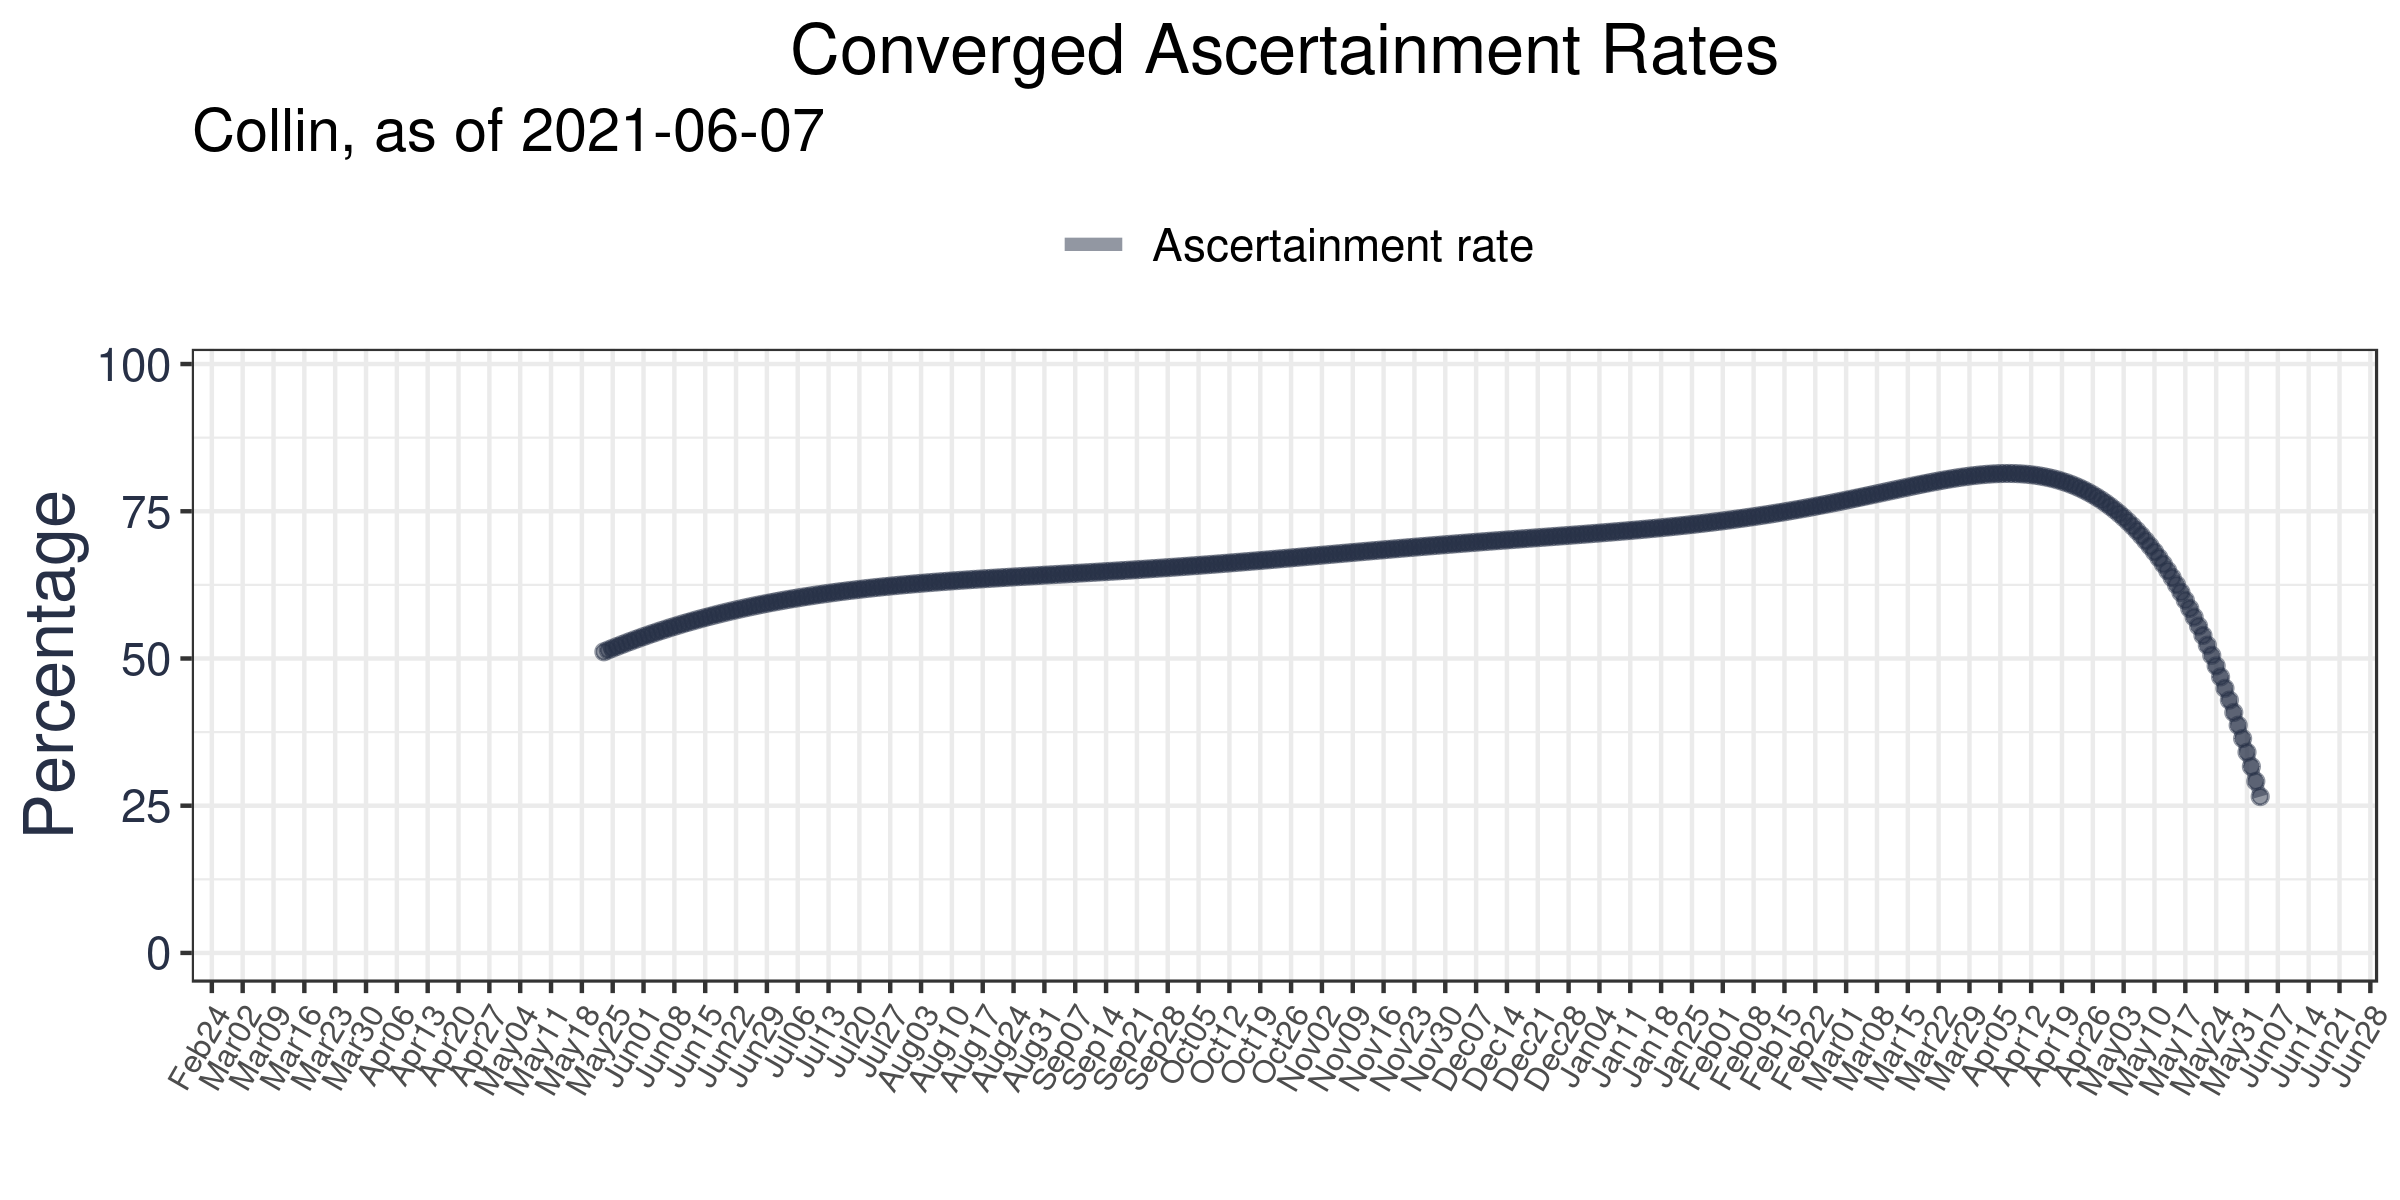 Converged Ascertainment Rates
Collin, as of 2021-06-07
Ascertainment rate
Percentage
100
75
50
25
0
Feb24 Mar02 Mar09 Mar16 Mar23 Mar30 Apr06 Apr13 Apr20 Apr27 May04 May11 May18 May25 Jun01 Jun08 Jun15 Jun22 Jun29 Jul06 Jul13 Jul20 Jul27 Aug03 Aug10 Aug17 Aug24 Aug31 Sep07 Sep14 Sep21 Sep28 Oct05 Oct12 Oct19 Oct26 Nov02 Nov09 Nov16 Nov23 Nov30 Dec07 Dec14 Dec21 Dec28 Jan04 Jan11 Jan18 Jan25 Feb01 Feb08 Feb15 Feb22 Mar01 Mar08 Mar15 Mar22 Mar29 Apr05 Apr12 Apr19 Apr26 May03 May10 May17 May24 May31 Jun07 Jun14 Jun21 Jun28